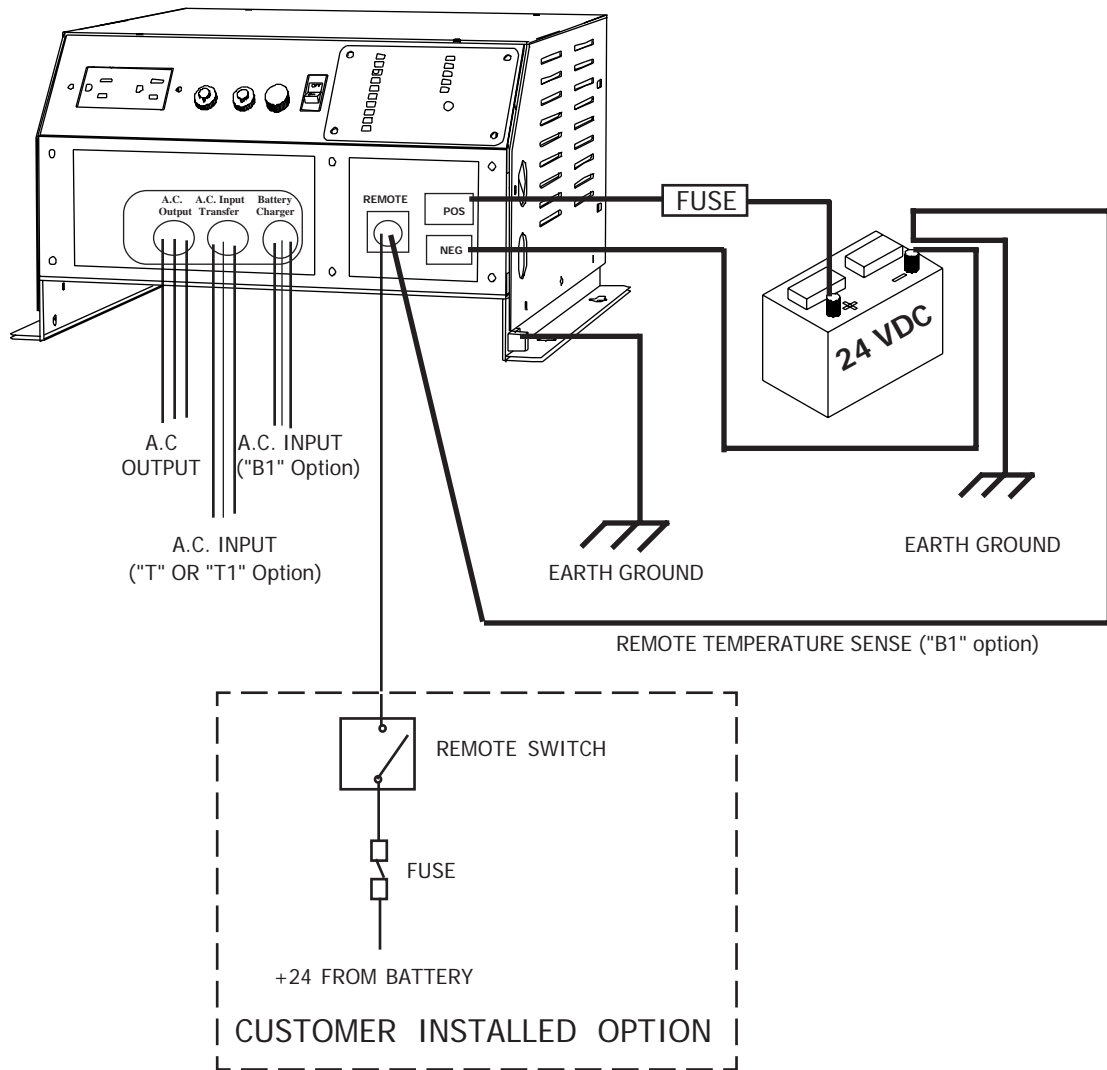 OFF
A.C.
Output
A.C. Input
Transfer
Battery
Charger
REMOTE
POS
NEG
FUSE
+
–
24 VDC
A.C
OUTPUT
A.C. INPUT
("B1" Option)
A.C. INPUT
("T" OR "T1" Option)
EARTH GROUND
EARTH GROUND
REMOTE TEMPERATURE SENSE ("B1" option)
REMOTE SWITCH
FUSE
+24 FROM BATTERY
CUSTOMER INSTALLED OPTION